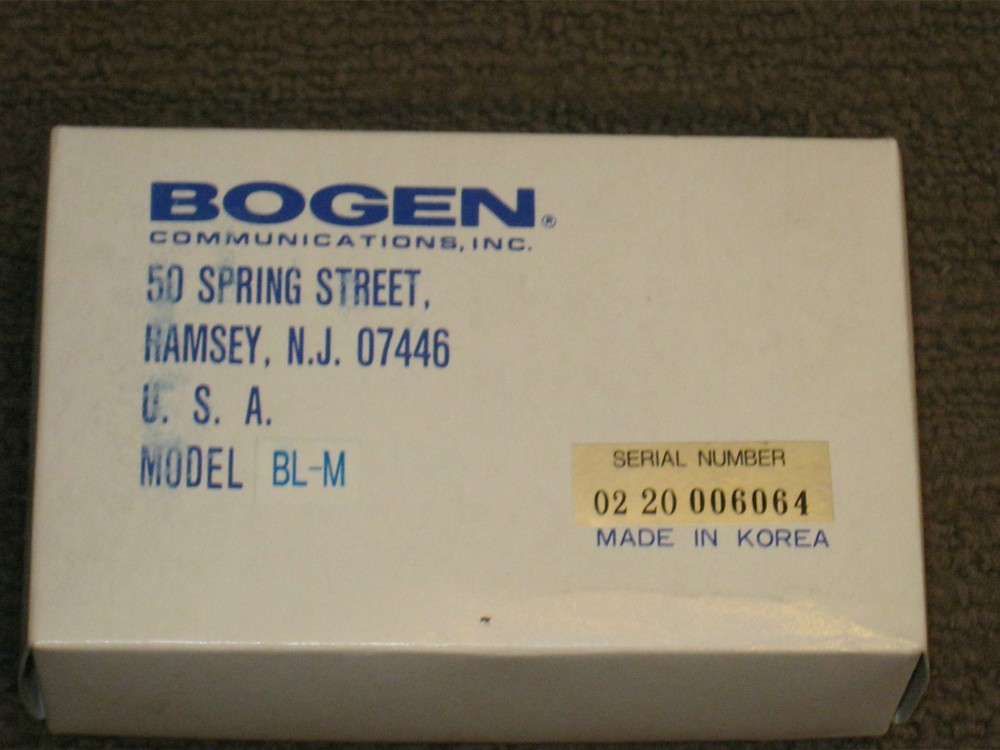 BOGEN®
COMMUNICATIONS, INC.
50 SPRING STREET,
RAMSEY, N.J. 07446
U. S. A.
MODEL BL-M
SERIAL NUMBER
02 20 006064
MADE IN KOREA